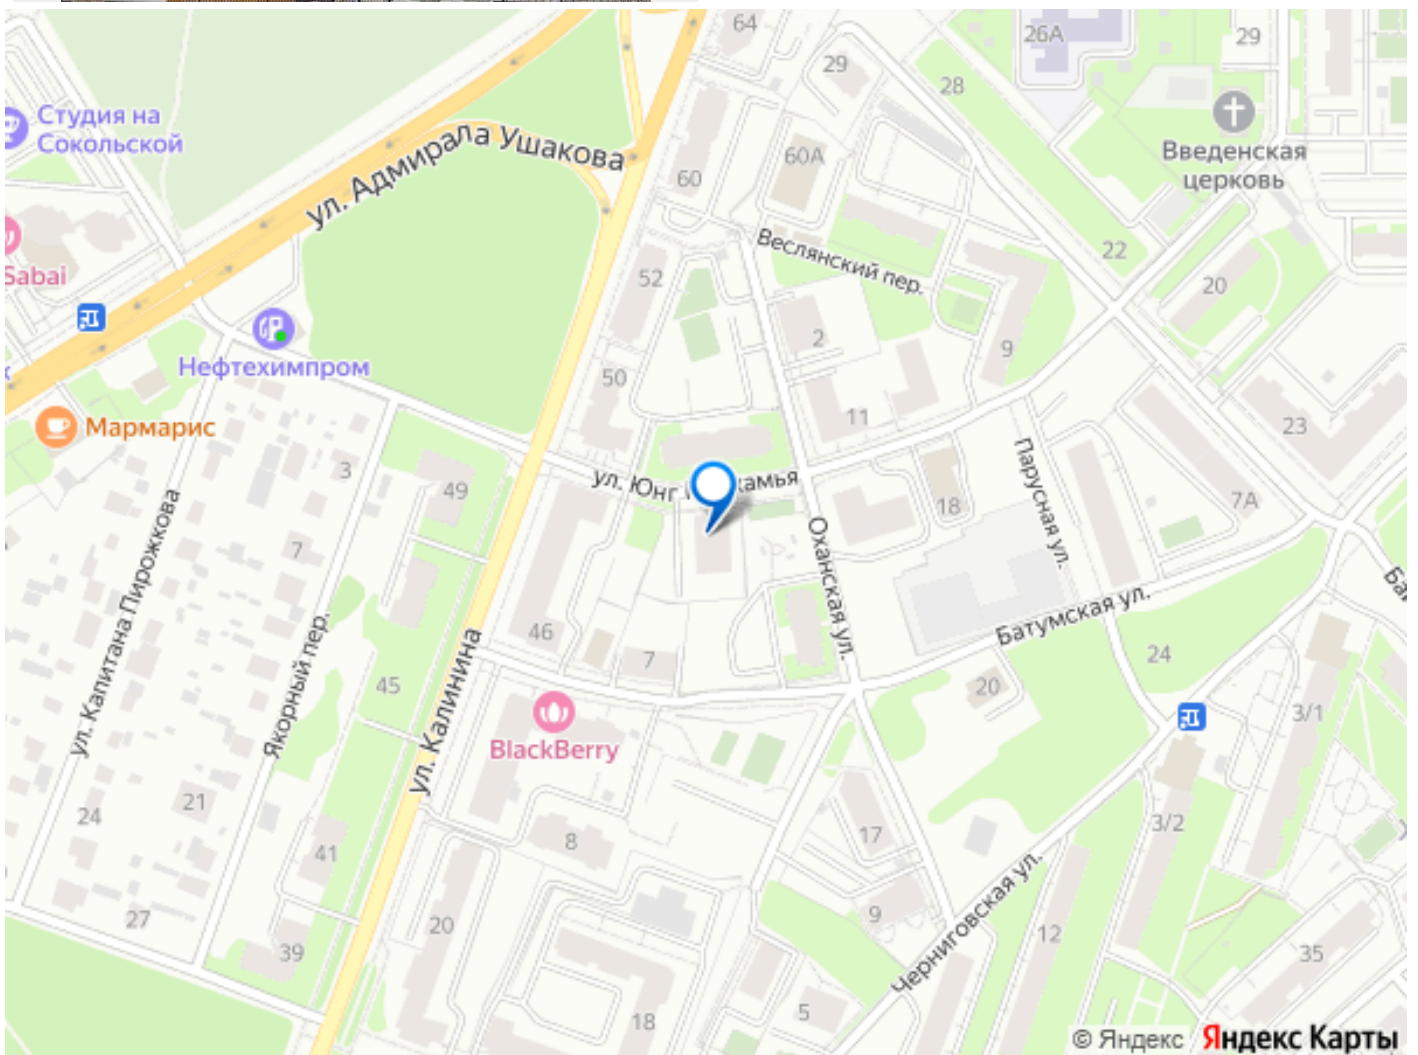 64
29
26А
29
28
Студия на
Сокольской
ул. Адмирала Ушакова
60А
60
Введенская
церковь
Веслянский пер.
22
52
20
Sabai
2
Нефтехимпром
50
9
11
23
Мармарис
3
49
ул. Юнг
камья
18
7А
Парусная ул.
7
Оханская ул.
ул. Капитана Пирожкова
Якорный пер.
46
7
Батумская ул.
45
ул. Калинина
24
20
3/1
BlackBerry
21
24
17
3/2
8
41
9
Черниговская ул.
27
20
12
35
39
5
18
© Яндекс Яндекс Карты